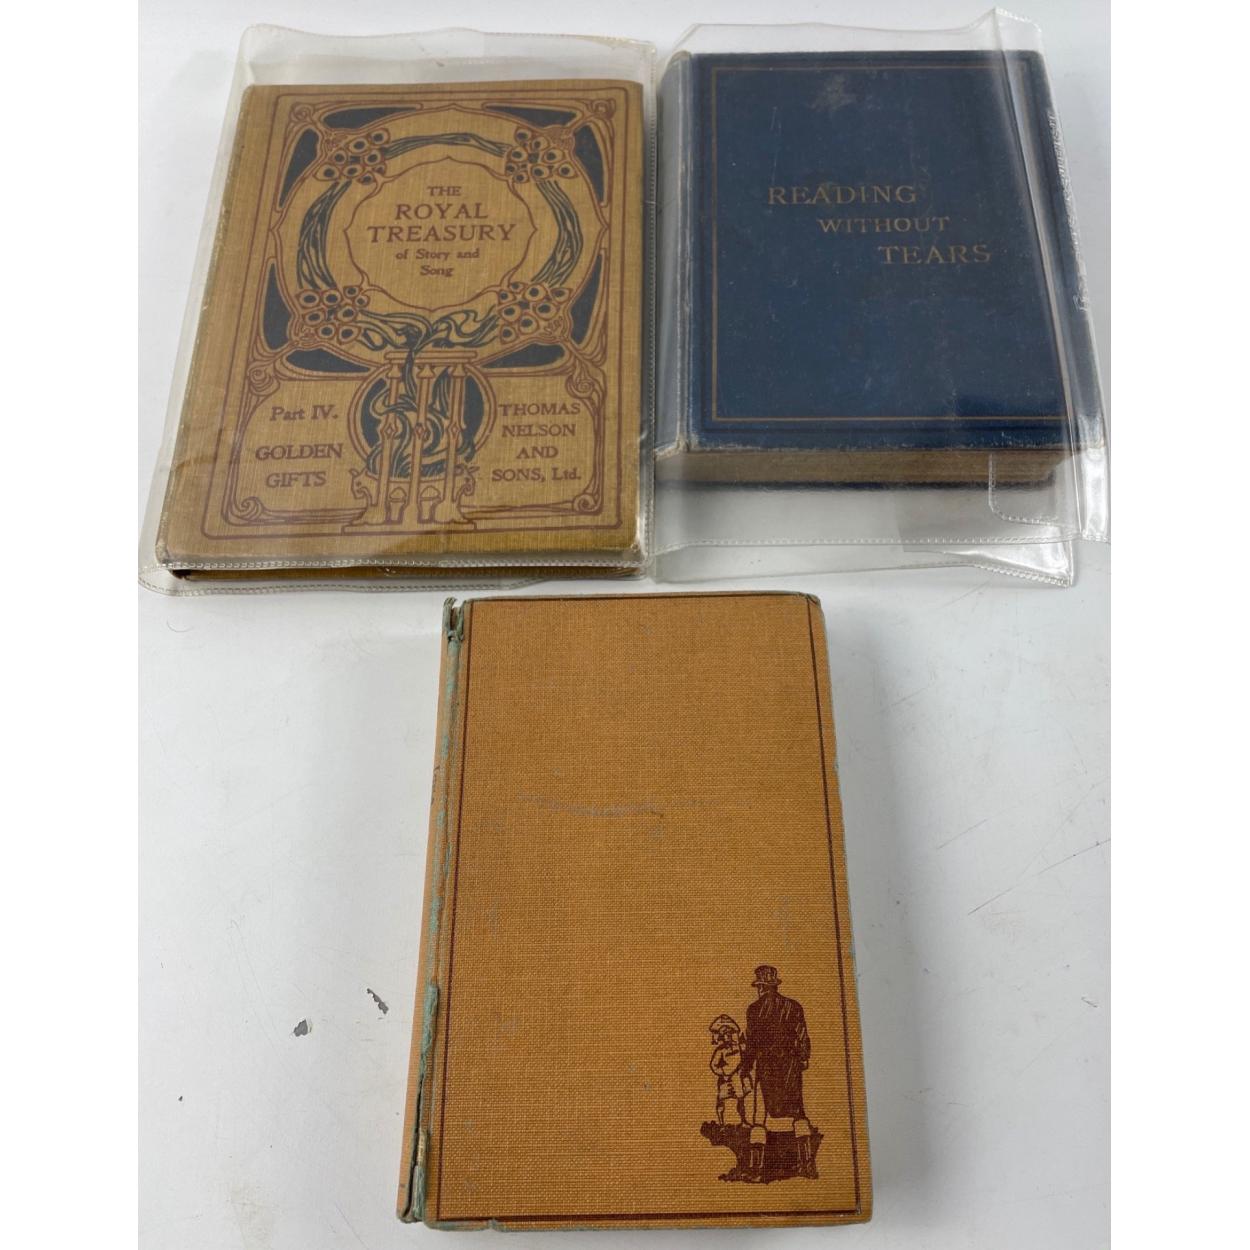 THE
ROYAL
TREASURY
of Story and
Song
Part IV.
GOLDEN
GIFTS
THOMAS
NELSON
AND
SONS, Ltd.
READING
WITHOUT
TEARS